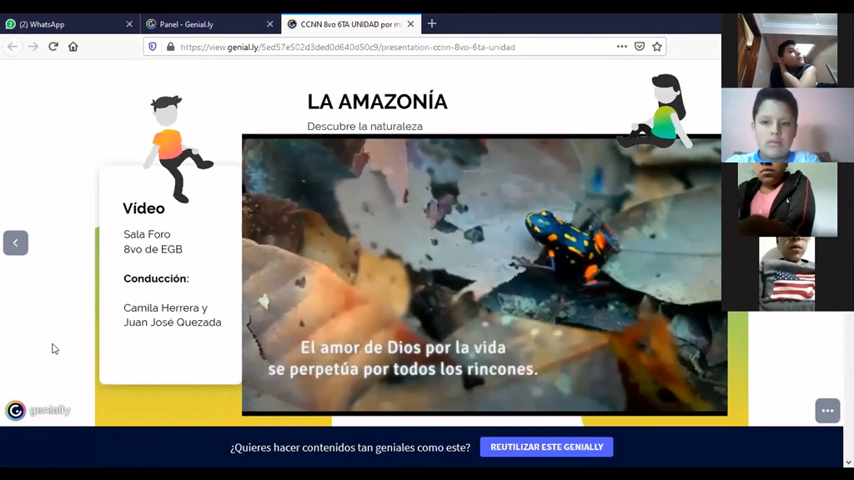 (2) WhatsApp
Panel - Genial.ly
CCNN 8vo 6TA UNIDAD por m
https://view.genial.ly/5ed57e502d3ded0d640d50c9/presentation-ccnn-8vo-6ta-unidad
LA AMAZONÍA
Descubre la naturaleza
Vídeo
Sala Foro
8vo de EGB
Conducción:
Camila Herrera y
Juan José Quezada
El amor de Dios por la vida
se perpetúa por todos los rincones.
genially
¿Quieres hacer contenidos tan geniales como este?
REUTILIZAR ESTE GENIALLY